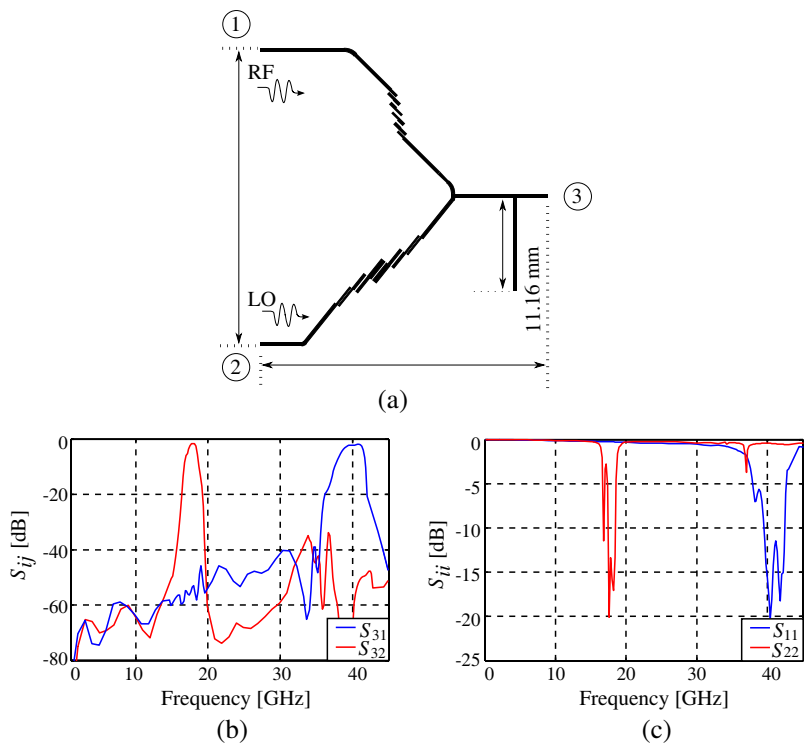 1
RF
3
11.16 mm
LO
2
(a)
0
-20
-40
-60
-80
S_ij [dB]
S_31
S_32
0 10 20 30 40
Frequency [GHz]
(b)
0
-5
-10
-15
-20
-25
S_ii [dB]
S_11
S_22
0 10 20 30 40
Frequency [GHz]
(c)